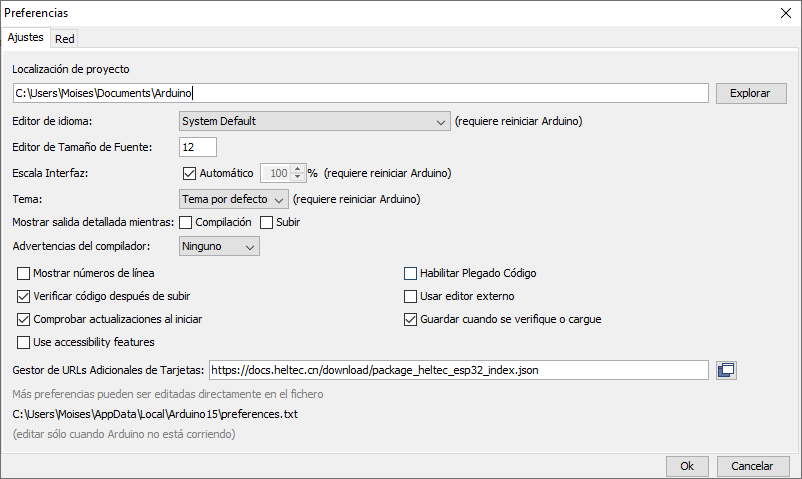 Preferencias
Ajustes Red
Localización de proyecto
C:\Users\Moises\Documents\Arduino Explorar
Editor de idioma: System Default (requiere reiniciar Arduino)
Editor de Tamaño de Fuente: 12
Escala Interfaz: Automático 100 % (requiere reiniciar Arduino)
Tema: Tema por defecto (requiere reiniciar Arduino)
Mostrar salida detallada mientras: Compilación Subir
Advertencias del compilador: Ninguno
Mostrar números de línea Habilitar Plegado Código
Verificar código después de subir Usar editor externo
Comprobar actualizaciones al iniciar Guardar cuando se verifique o cargue
Use accessibility features
Gestor de URLs Adicionales de Tarjetas: https://docs.heltec.cn/download/package_heltec_esp32_index.json
Más preferencias pueden ser editadas directamente en el fichero
C:\Users\Moises\AppData\Local\Arduino15\preferences.txt
(editar sólo cuando Arduino no está corriendo)
Ok Cancelar